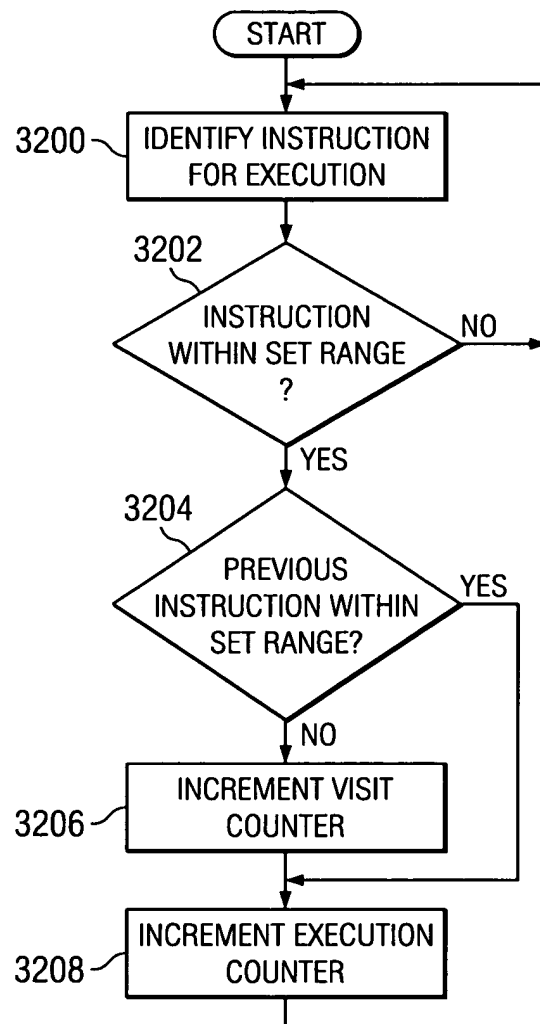 START
3200
IDENTIFY INSTRUCTION
FOR EXECUTION
3202
INSTRUCTION
WITHIN SET RANGE
?
NO
YES
3204
PREVIOUS
INSTRUCTION WITHIN
SET RANGE?
YES
NO
3206
INCREMENT VISIT
COUNTER
3208
INCREMENT EXECUTION
COUNTER